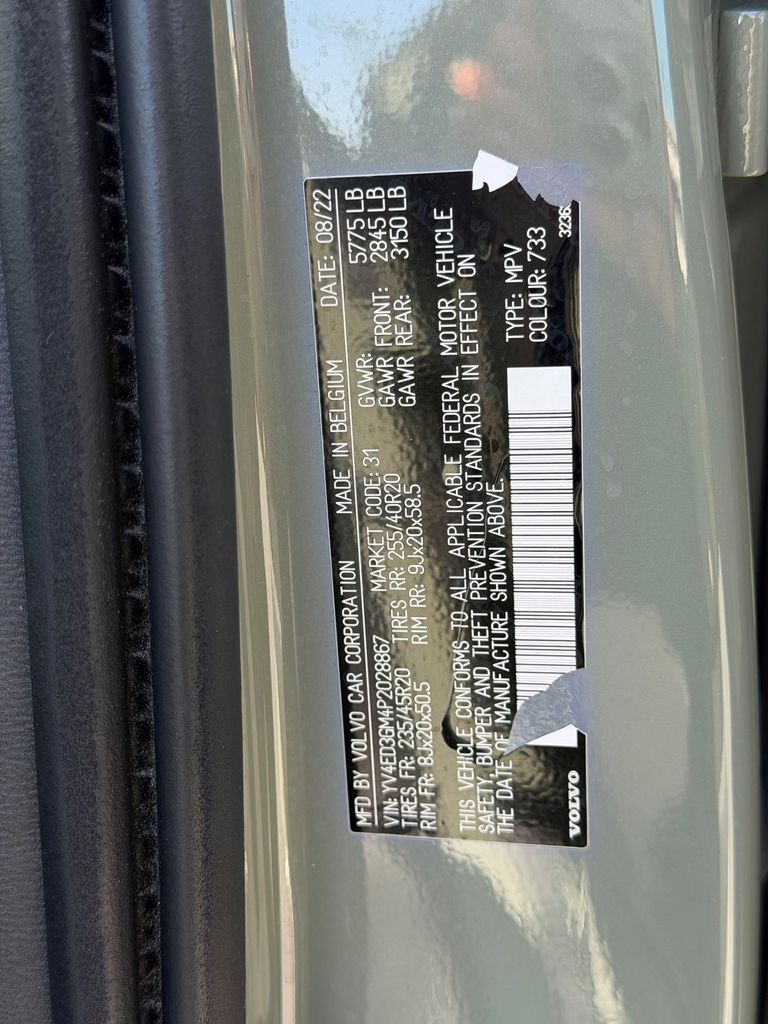 MFD BY VOLVO CAR CORPORATION MADE IN BELGIUM DATE: 08/22
VIN: YV4ED3GM4P2028867 MARKET CODE: 31 GVWR: 5775 LB
TIRES FR: 235/45R20 TIRES RR: 255/40R20 GAWR FRONT: 2845 LB
RIM FR: 8Jx20x50.5 RIM RR: 9Jx20x58.5 GAWR REAR: 3150 LB
THIS VEHICLE CONFORMS TO ALL APPLICABLE FEDERAL MOTOR VEHICLE
SAFETY, BUMPER AND THEFT PREVENTION STANDARDS IN EFFECT ON
THE DATE OF MANUFACTURE SHOWN ABOVE.
TYPE: MPV
COLOUR: 733
VOLVO